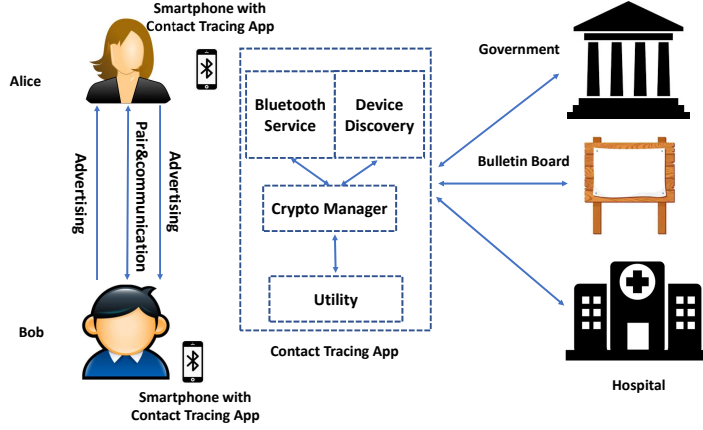 Smartphone with
Contact Tracing App
Alice
Advertising
Pair&communication
Advertising
Bob
Smartphone with
Contact Tracing App
Bluetooth
Service
Device
Discovery
Crypto Manager
Utility
Contact Tracing App
Government
Bulletin Board
Hospital